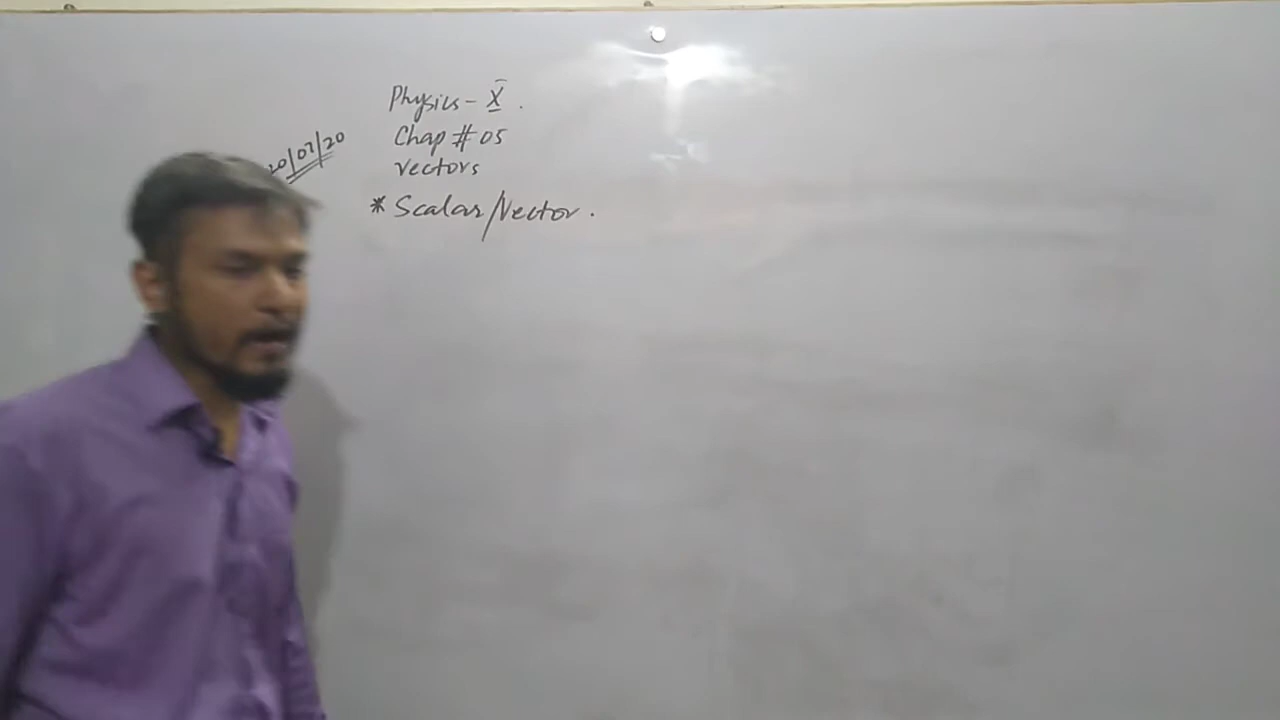 Physics - X.
Chap # 05
Vectors
20/07/20
* Scalar/Vector.